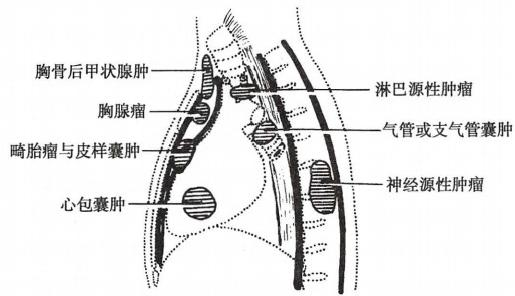 胸骨后甲状腺肿
胸腺瘤
畸胎瘤与皮样囊肿
心包囊肿
淋巴源性肿瘤
气管或支气管囊肿
神经源性肿瘤